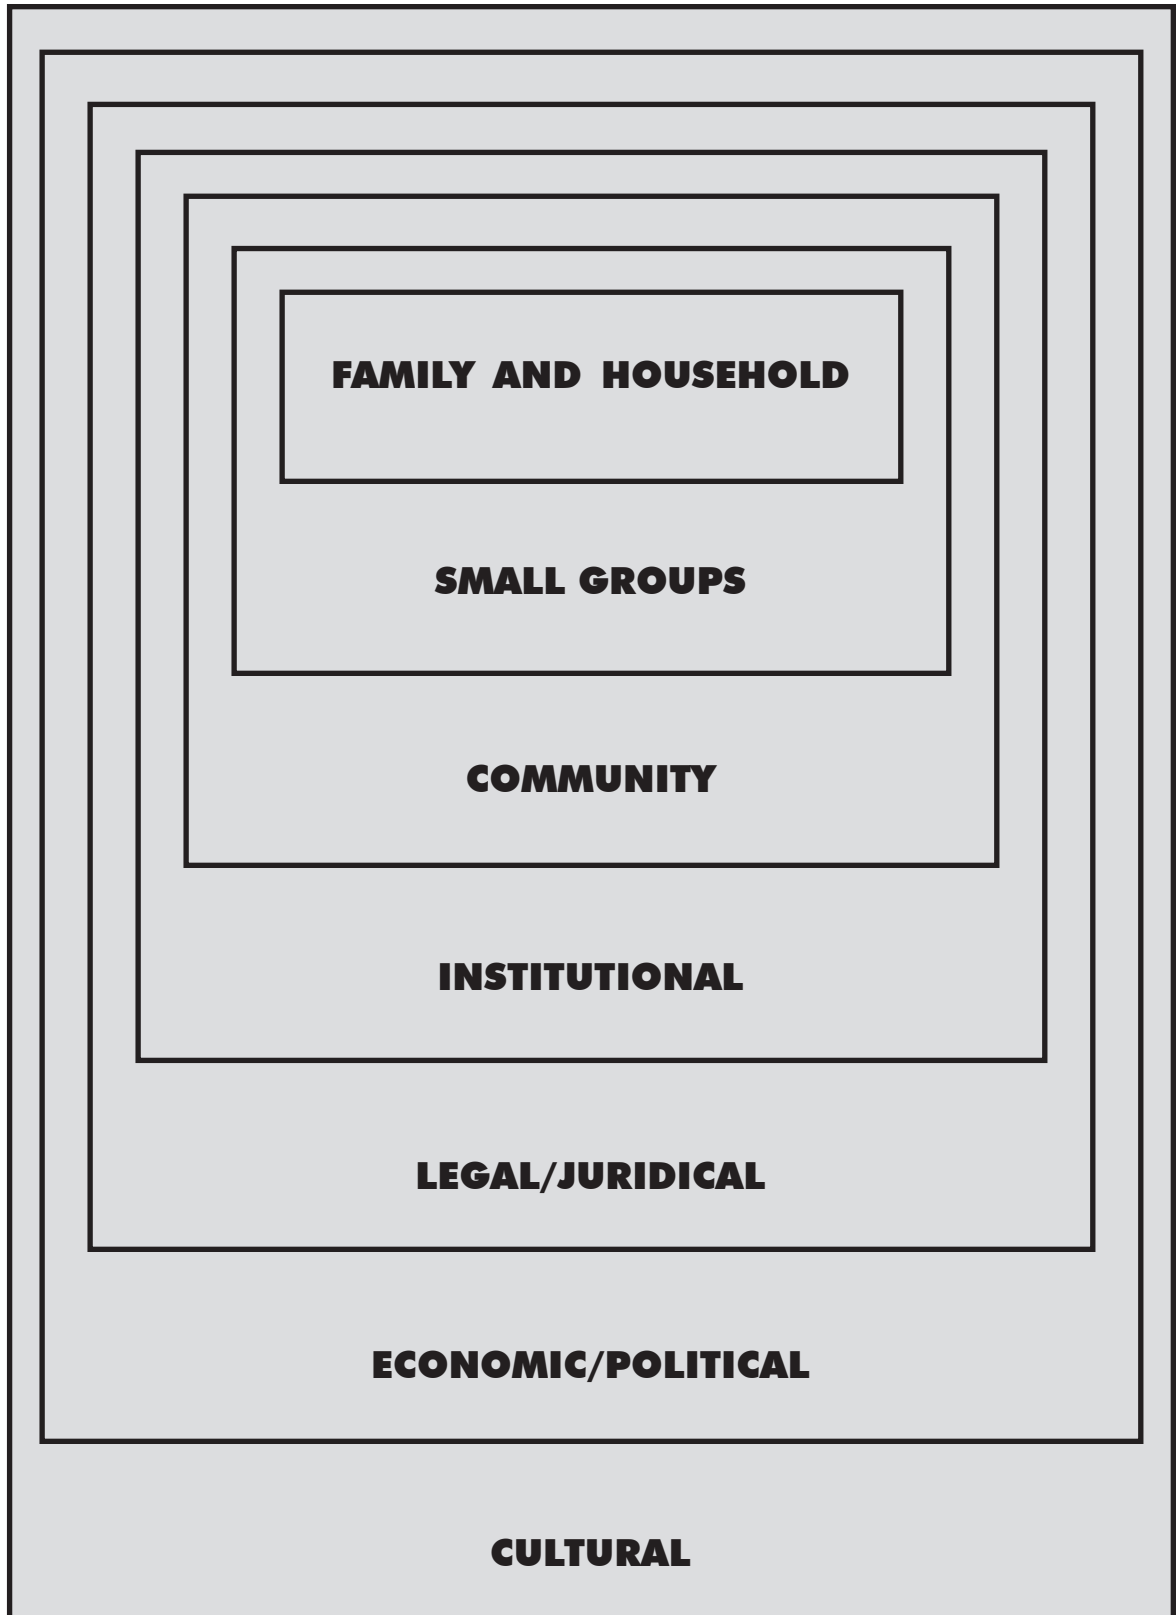 FAMILY AND HOUSEHOLD
SMALL GROUPS
COMMUNITY
INSTITUTIONAL
LEGAL/JURIDICAL
ECONOMIC/POLITICAL
CULTURAL